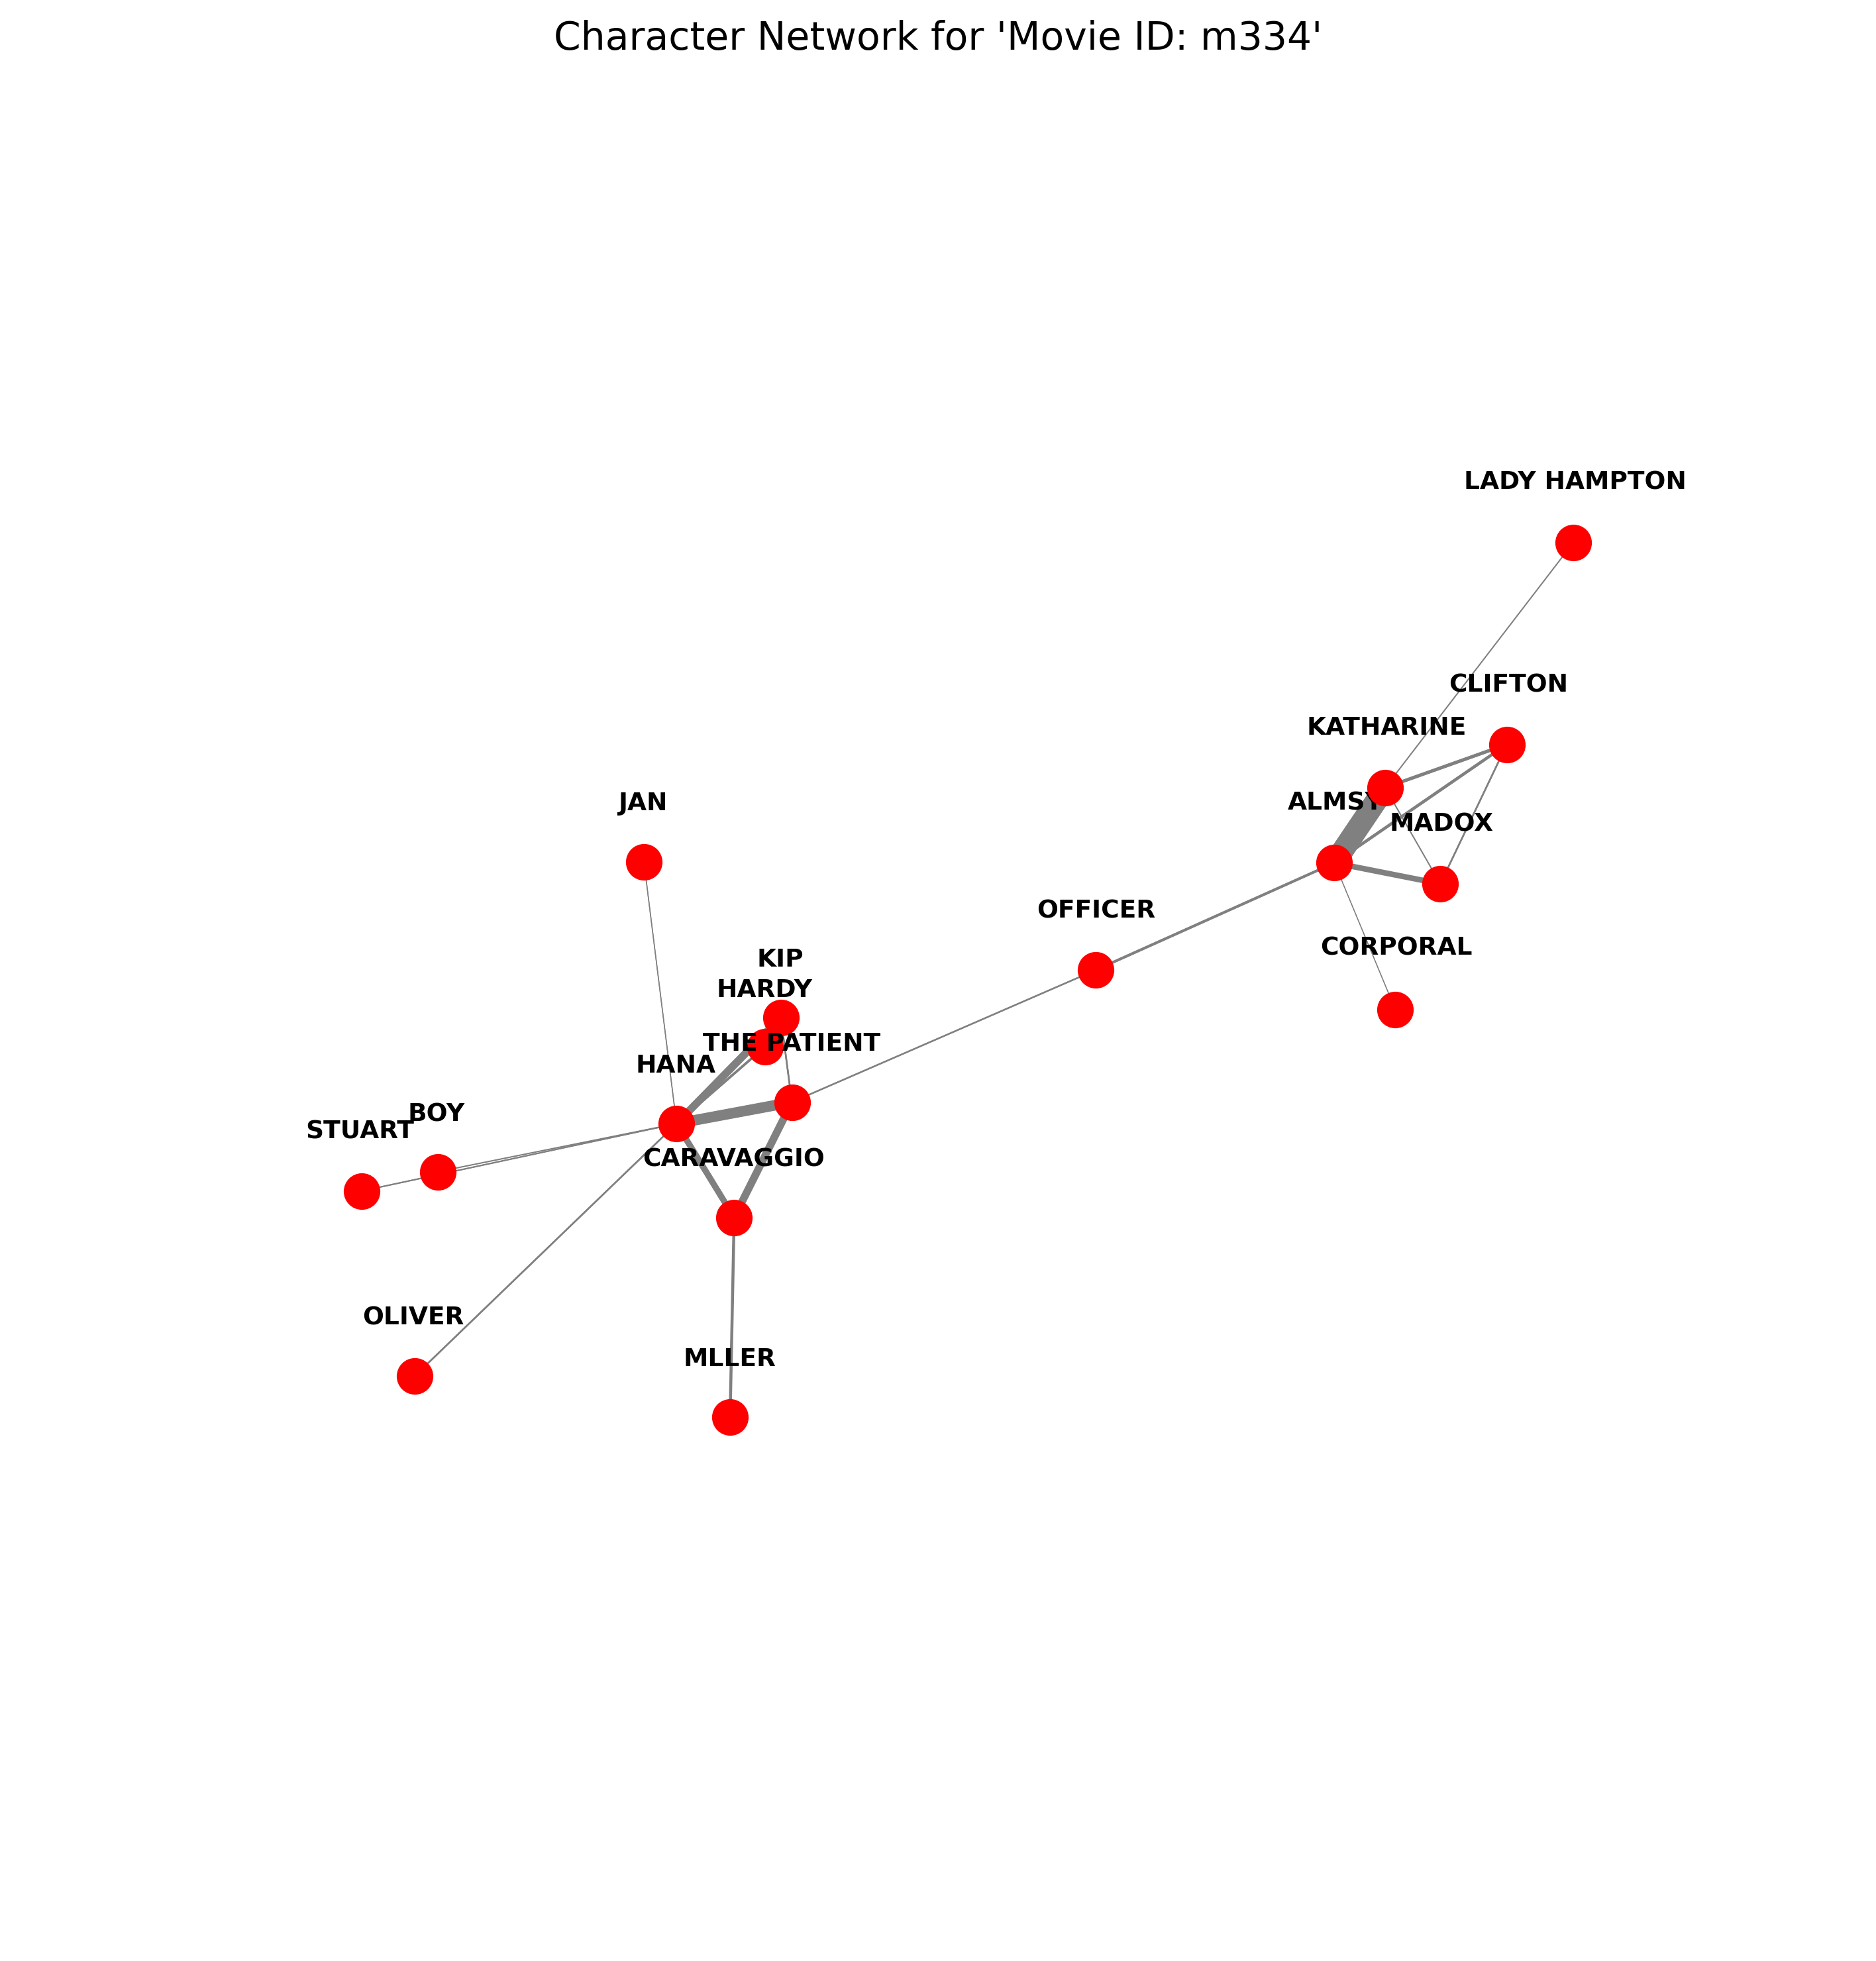 Character Network for 'Movie ID: m334'
LADY HAMPTON
CLIFTON
KATHARINE
ALMSY
JAN
MADOX
OFFICER
CORPORAL
KIP
HARDY
THE PATIENT
HANA
BOY
STUART
CARAVAGGIO
OLIVER
MLLER